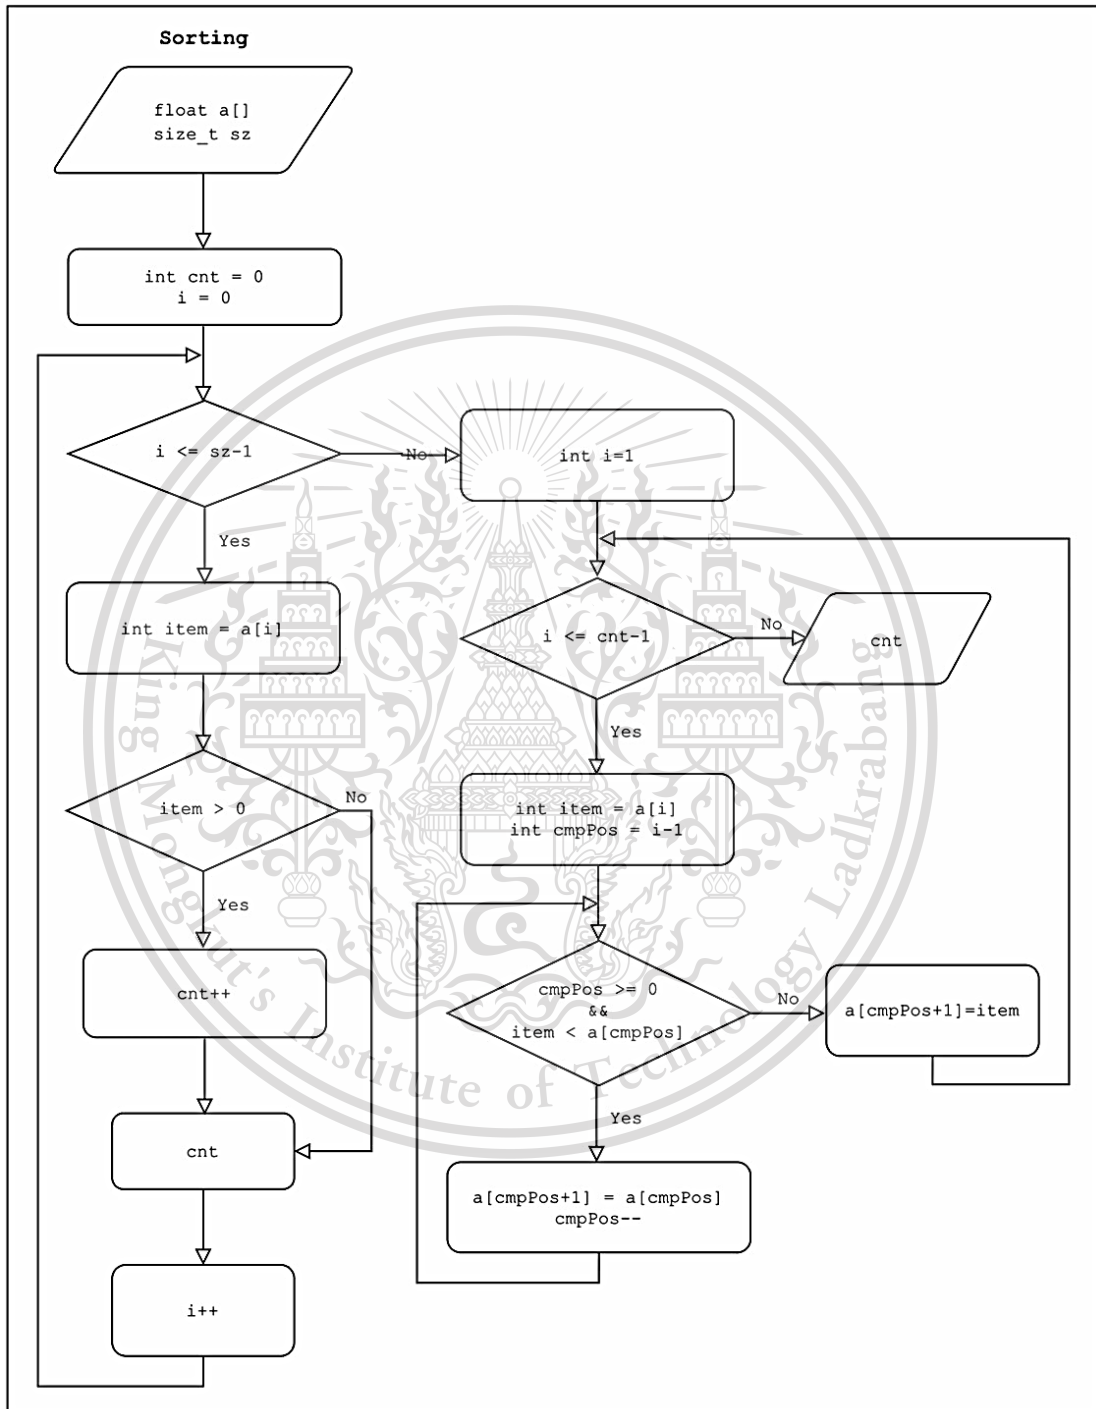 Sorting
float a[]
size_t sz
int cnt = 0
i = 0
i <= sz-1
No
Yes
int item = a[i]
item > 0
No
Yes
cnt++
cnt
i++
int i=1
i <= cnt-1
No
cnt
Yes
int item = a[i]
int cmpPos = i-1
cmpPos >= 0
&&
item < a[cmpPos]
No
a[cmpPos+1]=item
Yes
a[cmpPos+1] = a[cmpPos]
cmpPos--
King Mongkut's Institute of Technology Ladkrabang